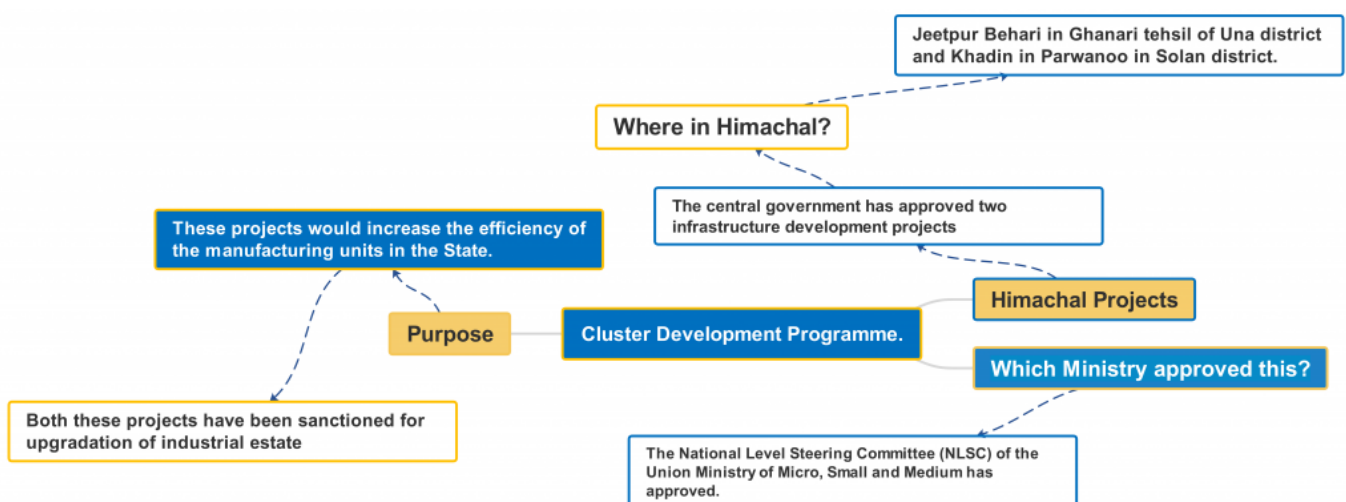 Jeetpur Behari in Ghanari tehsil of Una district
and Khadin in Parwanoo in Solan district.
Where in Himachal?
The central government has approved two
infrastructure development projects
These projects would increase the efficiency of
the manufacturing units in the State.
Himachal Projects
Purpose
Cluster Development Programme.
Which Ministry approved this?
Both these projects have been sanctioned for
upgradation of industrial estate
The National Level Steering Committee (NLSC) of the
Union Ministry of Micro, Small and Medium has
approved.